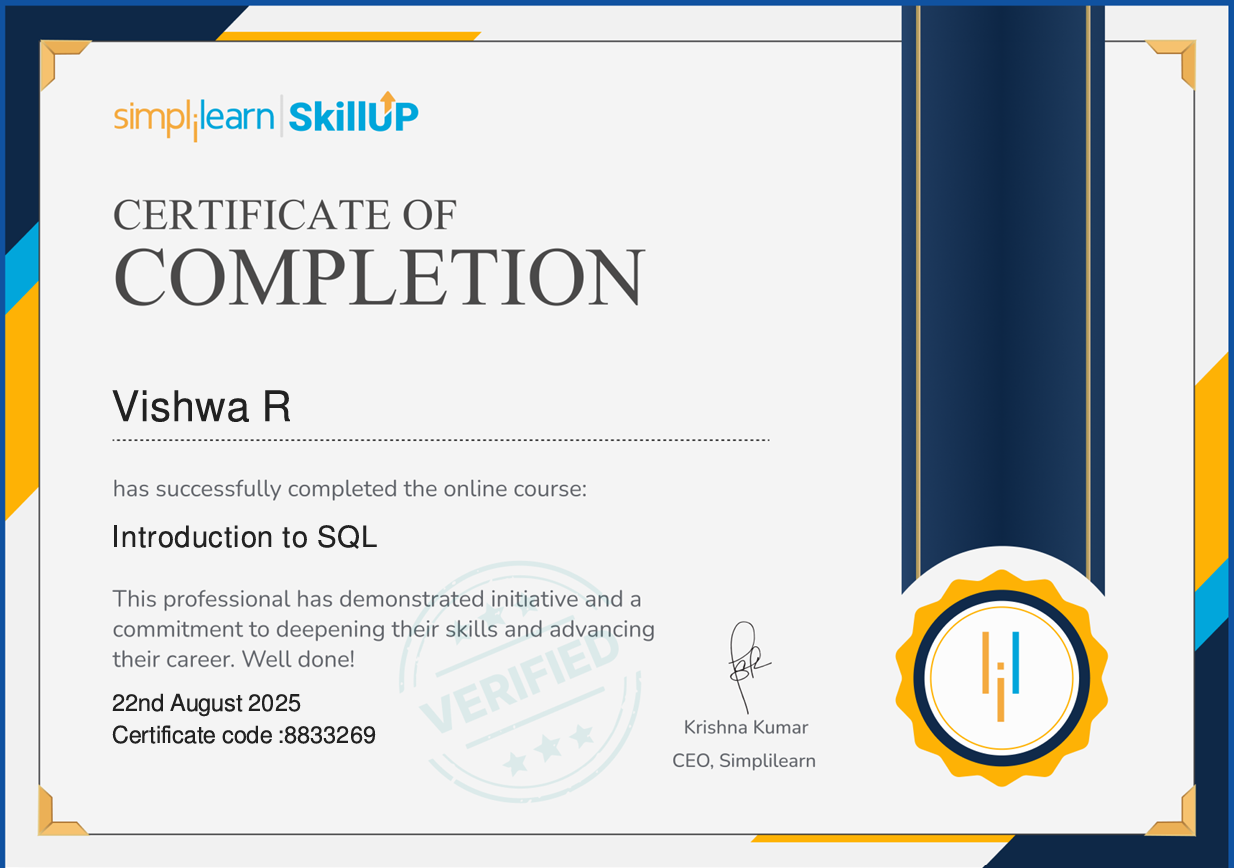 simplilearn | SkillUP
CERTIFICATE OF
COMPLETION
Vishwa R
has successfully completed the online course:
Introduction to SQL
This professional has demonstrated initiative and a
commitment to deepening their skills and advancing
their career. Well done!
22nd August 2025
Certificate code :8833269
VERIFIED
Krishna Kumar
CEO, Simplilearn